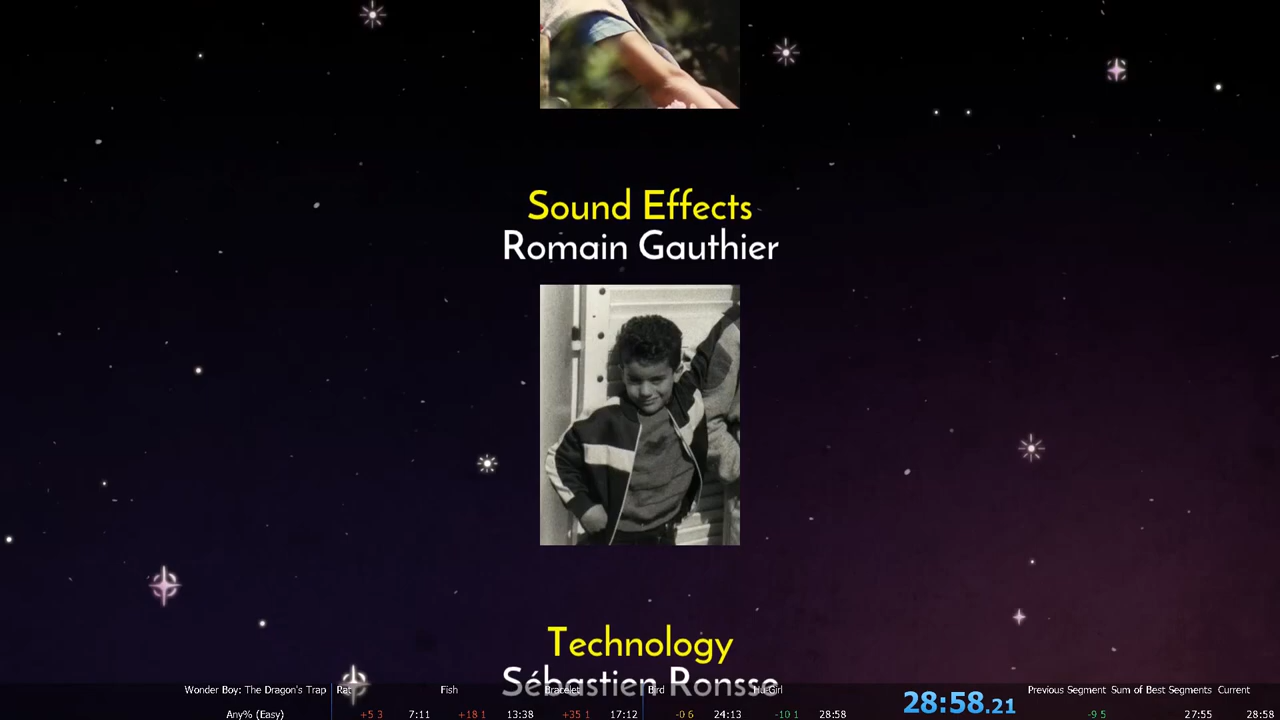 Sound Effects
Romain Gauthier
Technology
Sébastien Ronsse
Wonder Boy: The Dragon's Trap Rat Fish Bracelet Bird Hu-Girl 28:58.21 Previous Segment Sum of Best Segments Current
Any% (Easy) +5 3 7:11 +18 1 13:38 +35 1 17:12 -0 6 24:13 -10 1 28:58 -9 5 27:55 28:58